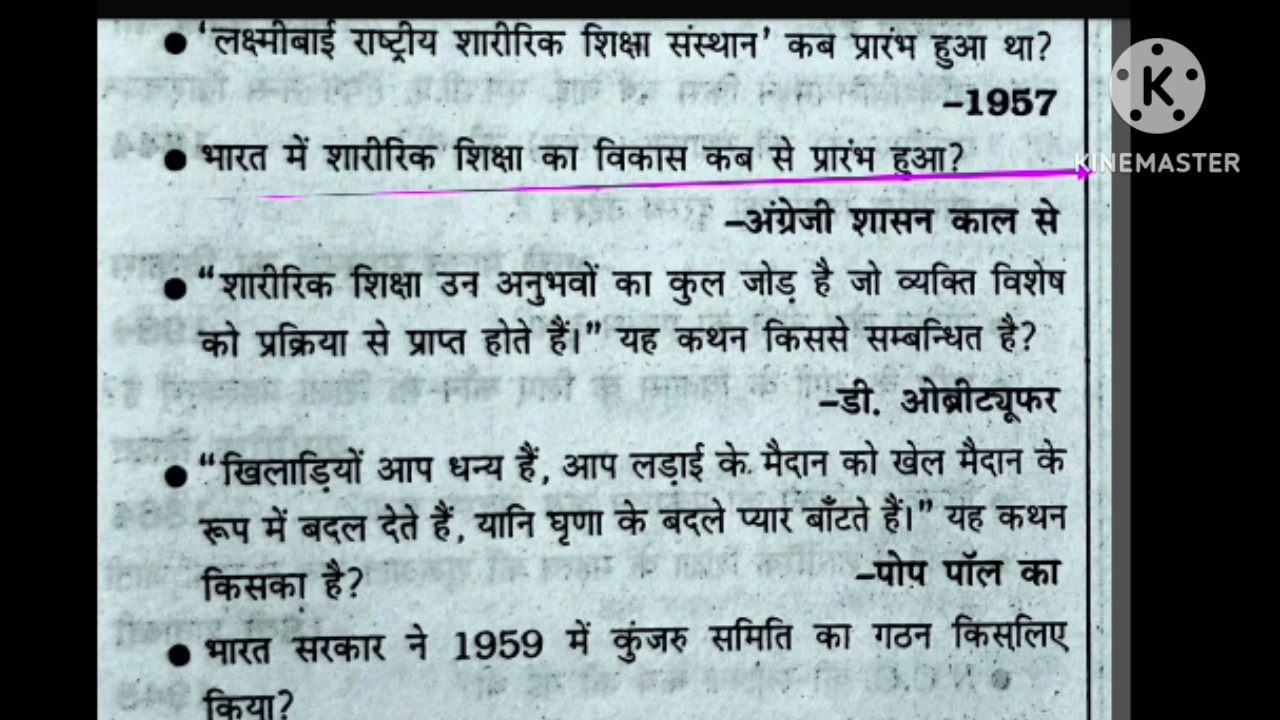 ● 'लक्ष्मीबाई राष्ट्रीय शारीरिक शिक्षा संस्थान' कब प्रारंभ हुआ था?
–1957
● भारत में शारीरिक शिक्षा का विकास कब से प्रारंभ हुआ?
–अंग्रेजी शासन काल से
● “शारीरिक शिक्षा उन अनुभवों का कुल जोड़ है जो व्यक्ति विशेष
को प्रक्रिया से प्राप्त होते हैं।” यह कथन किससे सम्बन्धित है?
–डी. ओब्रीट्यूफर
● “खिलाड़ियों आप धन्य हैं, आप लड़ाई के मैदान को खेल मैदान के
रूप में बदल देते हैं, यानि घृणा के बदले प्यार बाँटते हैं।” यह कथन
किसका है? –पोप पॉल का
● भारत सरकार ने 1959 में कुंजरु समिति का गठन किसलिए
किया?
K
KINEMASTER